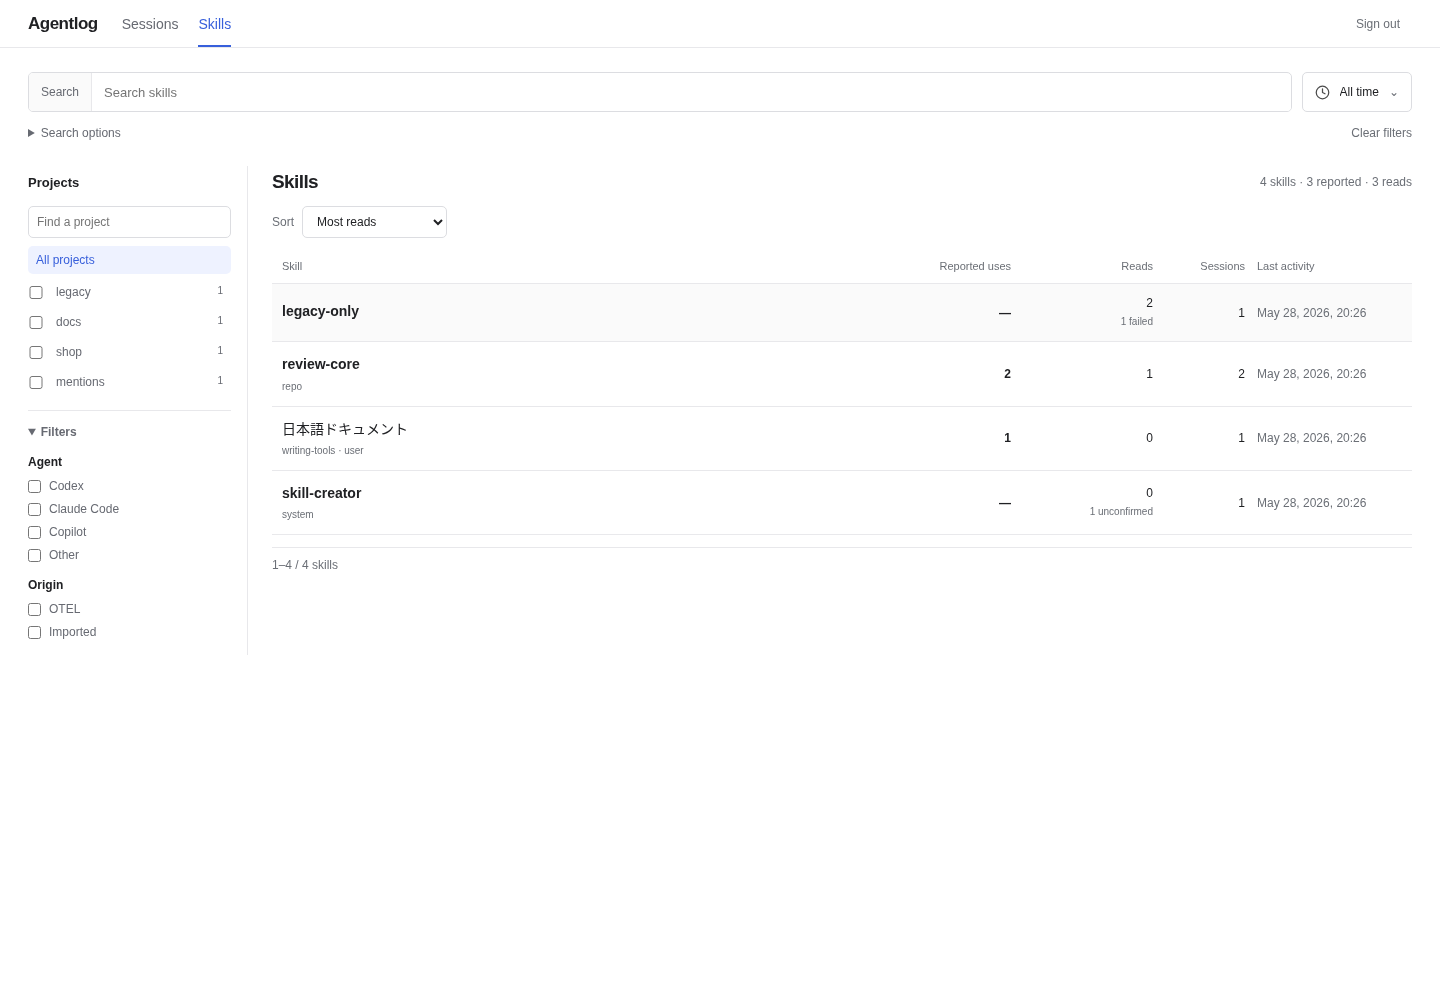 Agentlog Sessions Skills Sign out
Search Search skills All time
Search options Clear filters
Projects
Find a project
All projects
legacy 1
docs 1
shop 1
mentions 1
Filters
Agent
Codex
Claude Code
Copilot
Other
Origin
OTEL
Imported
Skills 4 skills · 3 reported · 3 reads
Sort Most reads
Skill Reported uses Reads Sessions Last activity
legacy-only — 2 1 May 28, 2026, 20:26
1 failed
review-core 2 1 2 May 28, 2026, 20:26
repo
日本語ドキュメント 1 0 1 May 28, 2026, 20:26
writing-tools · user
skill-creator — 0 1 May 28, 2026, 20:26
system 1 unconfirmed
1–4 / 4 skills